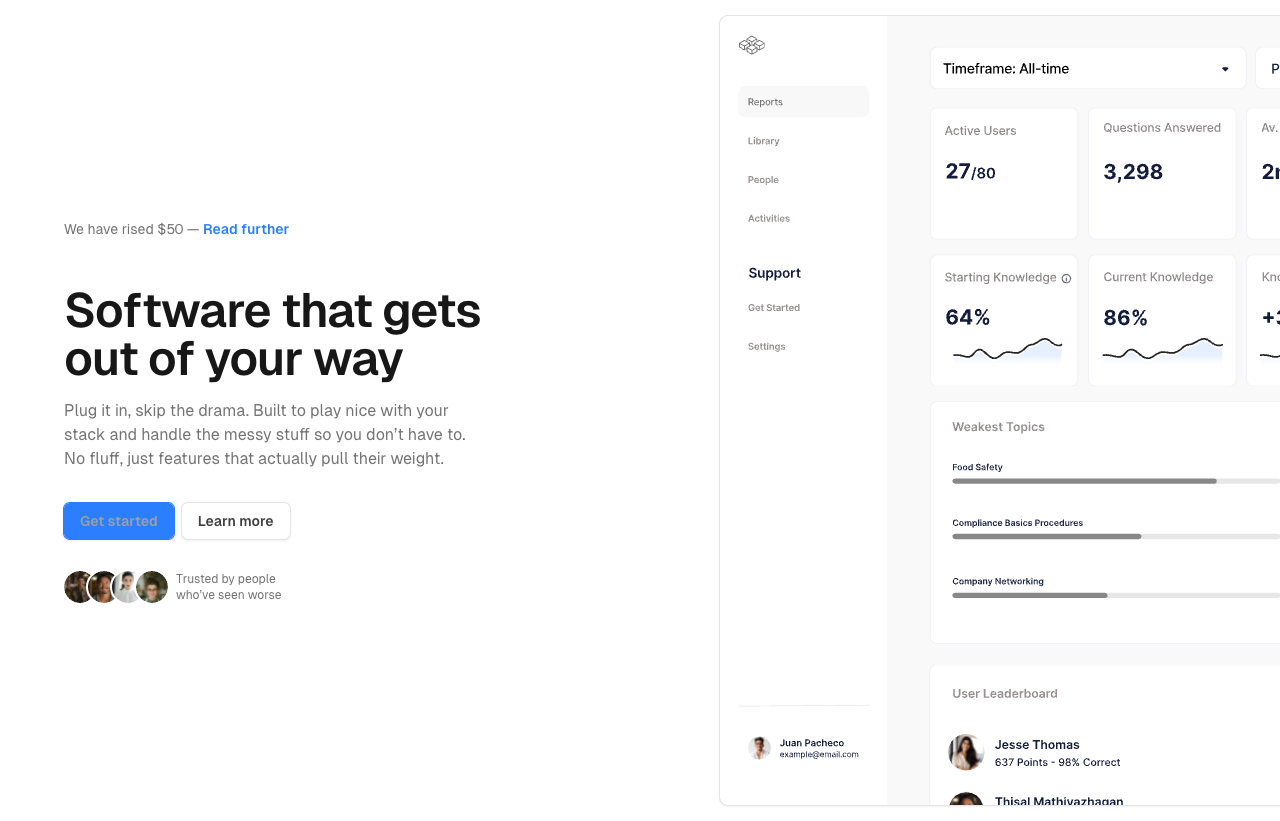 We have rised $50 — Read further
Software that gets
out of your way
Plug it in, skip the drama. Built to play nice with your
stack and handle the messy stuff so you don’t have to.
No fluff, just features that actually pull their weight.
Get started
Learn more
Trusted by people
who’ve seen worse
Reports
Library
People
Activities
Support
Get Started
Settings
Juan Pacheco
example@email.com
Timeframe: All-time
P
Active Users
27/80
Questions Answered
3,298
Av.
Starting Knowledge
64%
Current Knowledge
86%
Weakest Topics
Food Safety
Compliance Basics Procedures
Company Networking
User Leaderboard
Jesse Thomas
637 Points - 98% Correct
Thisal Mathiyazhagan